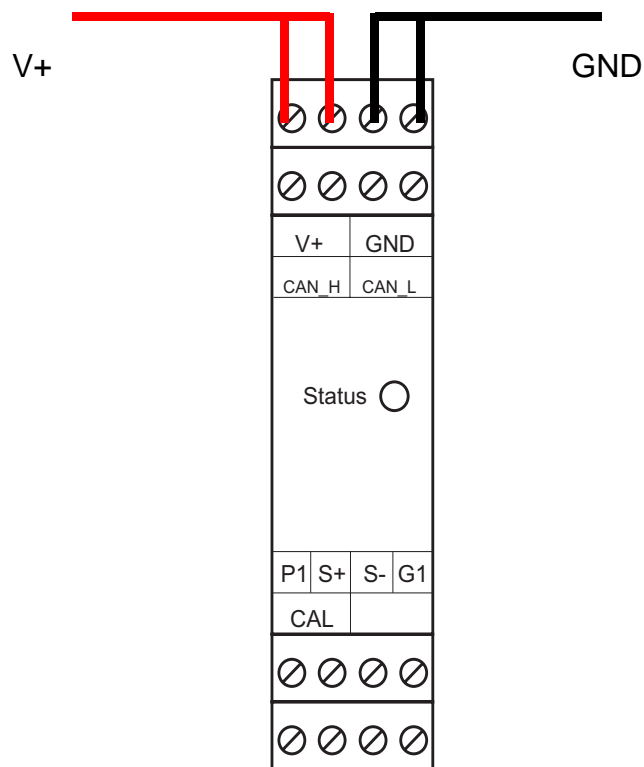 V+ GND
V+ GND
CAN_H CAN_L
Status
P1 S+ S- G1
CAL